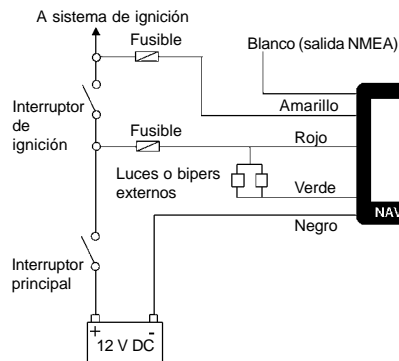 A sistema de ignición
Fusible
Blanco (salida NMEA)
Amarillo
Interruptor
de
ignición
Fusible
Rojo
Luces o bipers
externos
Verde
NAV
Negro
Interruptor
principal
+ -
12 V DC